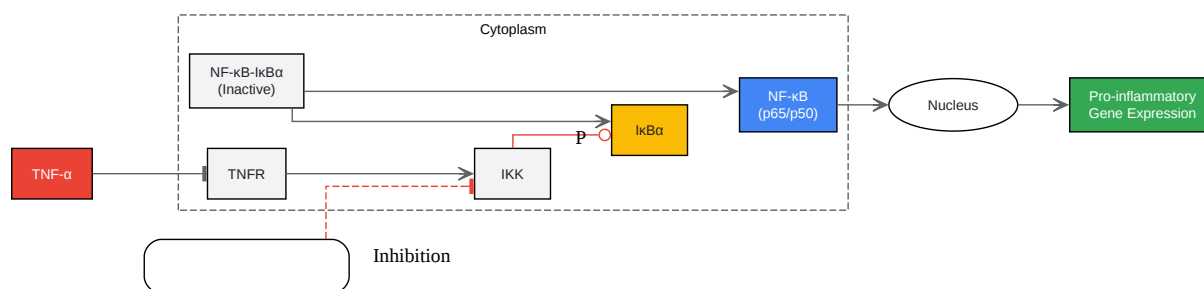 Cytoplasm
NF-κB-IκBα
(Inactive)
NF-κB
(p65/p50)
Nucleus
Pro-inflammatory
Gene Expression
IκBα
P
TNF-α
TNFR
IKK
Inhibition